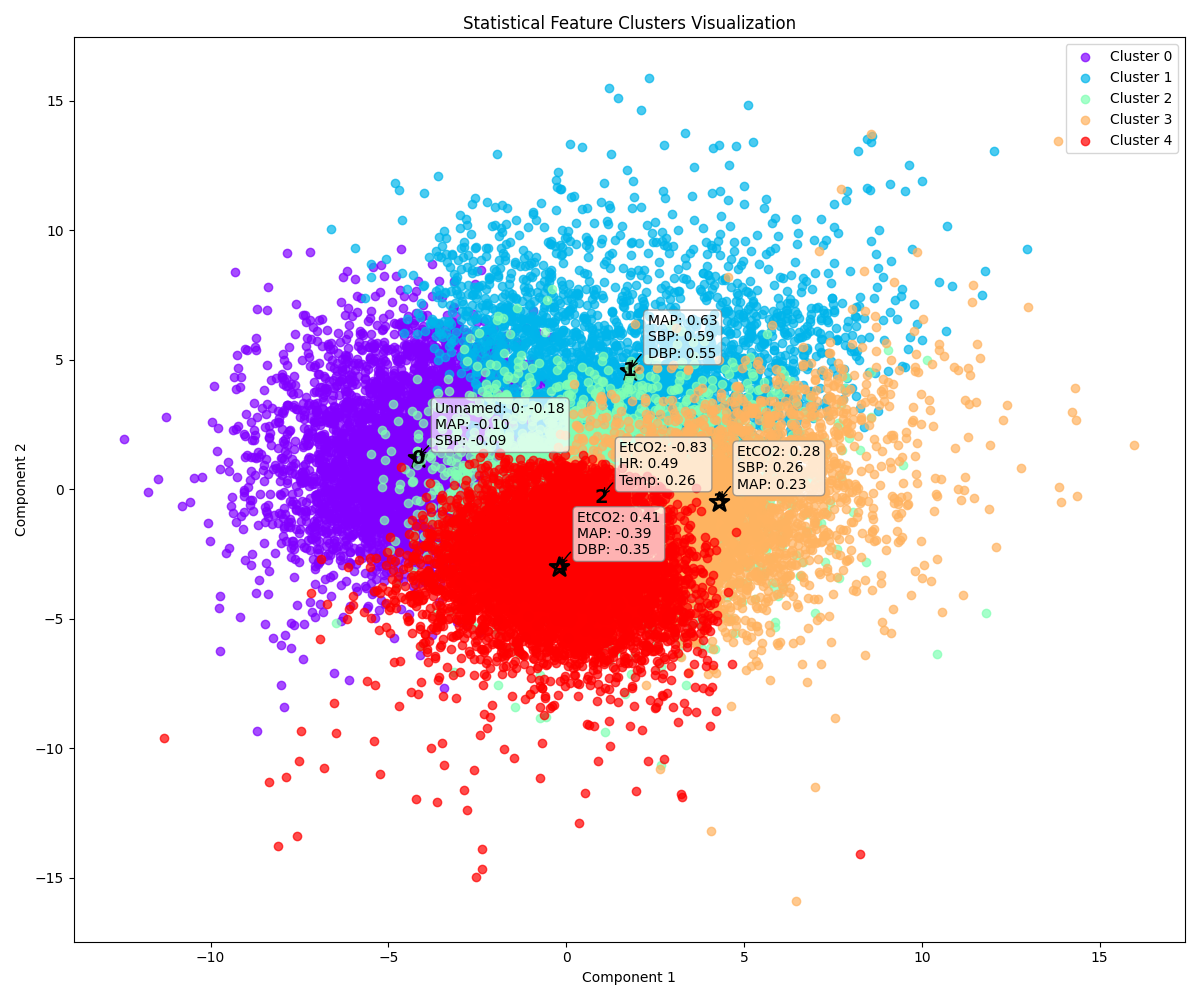 Statistical Feature Clusters Visualization
Cluster 0
Cluster 1
Cluster 2
Cluster 3
Cluster 4
15
10
5
0
−5
−10
−15
Component 2
MAP: 0.63
SBP: 0.59
DBP: 0.55
1
Unnamed: 0: -0.18
MAP: -0.10
SBP: -0.09
0
EtCO2: -0.83
HR: 0.49
Temp: 0.26
2
EtCO2: 0.28
SBP: 0.26
MAP: 0.23
EtCO2: 0.41
MAP: -0.39
DBP: -0.35
−10
−5
0
5
10
15
Component 1